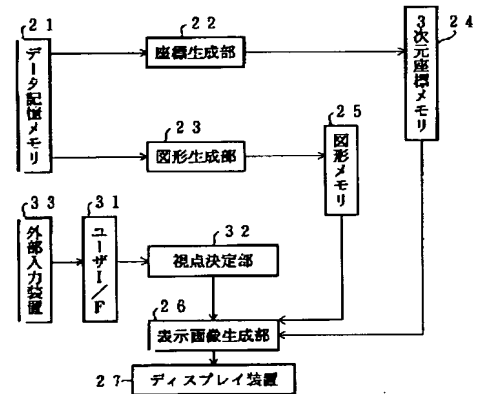 21
データ記憶メモリ
22
座標生成部
3次元座標メモリ
24
23
図形生成部
25
図形メモリ
33
外部入力装置
31
ユーザI/F
32
視点決定部
26
表示画像生成部
27
ディスプレイ装置